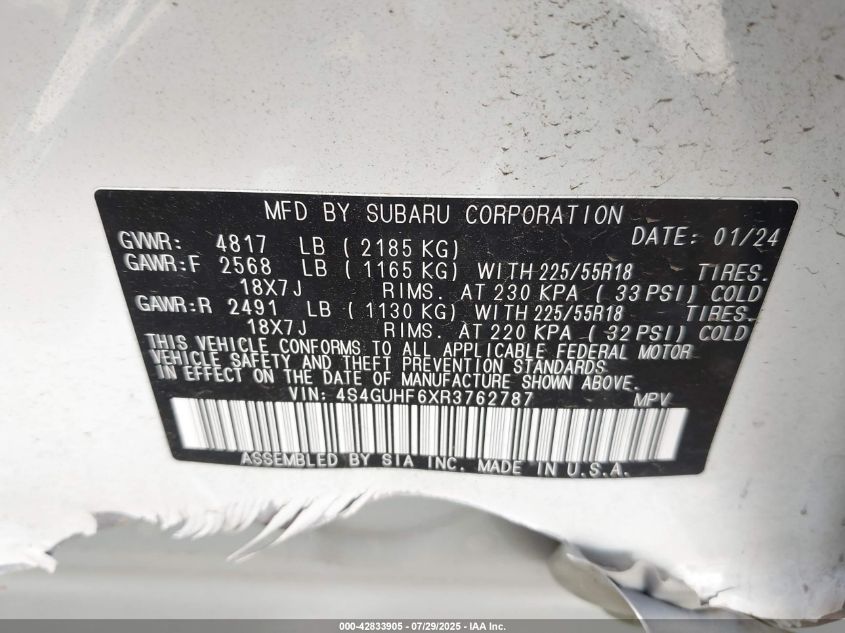 MFD BY SUBARU CORPORATION
GVWR: 4817 LB ( 2185 KG) DATE: 01/24
GAWR:F 2568 LB ( 1165 KG) WITH 225/55R18 TIRES.
18X7J RIMS. AT 230 KPA ( 33 PSI) COLD
GAWR:R 2491 LB ( 1130 KG) WITH 225/55R18 TIRES.
18X7J RIMS. AT 220 KPA ( 32 PSI) COLD
THIS VEHICLE CONFORMS TO ALL APPLICABLE FEDERAL MOTOR
VEHICLE SAFETY AND THEFT PREVENTION STANDARDS
IN EFFECT ON THE DATE OF MANUFACTURE SHOWN ABOVE.
VIN: 4S4GUHF6XR3762787 MPV
ASSEMBLED BY SIA INC. MADE IN U.S.A.
000-42833905 - 07/29/2025 - IAA Inc.